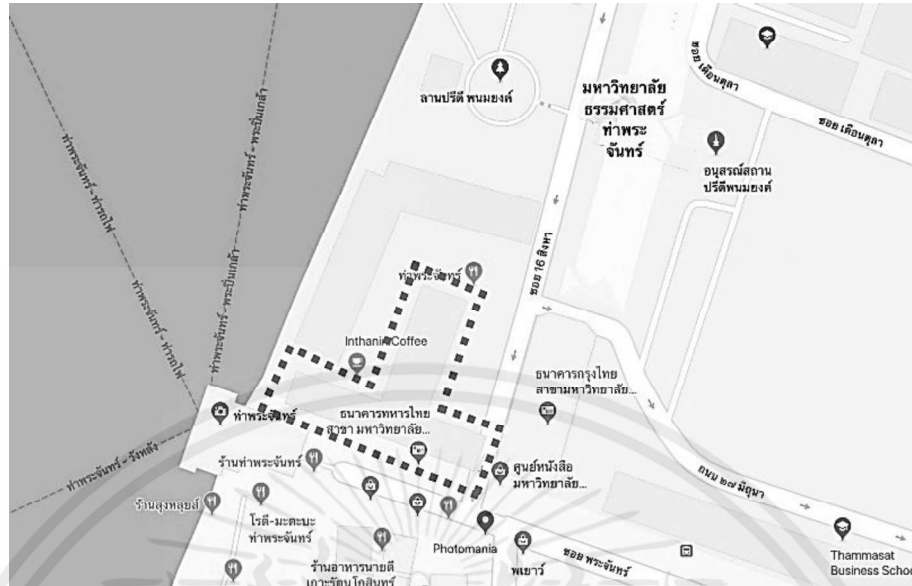 ลานปรีดี พนมยงค์
มหาวิทยาลัย
ธรรมศาสตร์
ท่าพระ
จันทร์
ซอย เดือนตุลา
ซอย เดือนตุลา
อนุสรณ์สถาน
ปรีดีพนมยงค์
ท่าพระจันทร์ - ท่ารถไฟ
ท่าพระจันทร์ - พระปิ่นเกล้า
ท่าพระจันทร์ - ท่ารถไฟ
ท่าพระจันทร์ - พระปิ่นเกล้า
ซอย 16 สิงหา
ท่าพระจันทร์
Inthanin Coffee
ธนาคารกรุงไทย
สาขามหาวิทยาลัย...
ท่าพระจันทร์
ธนาคารทหารไทย
สาขา มหาวิทยาลัย...
ท่าพระจันทร์ - วังหลัง
ร้านท่าพระจันทร์
ศูนย์หนังสือ
มหาวิทยาลัย...
ถนน ๒๗ มิถุนา
ร้านลุงหลุยส์
โรตี-มะตะบะ
ท่าพระจันทร์
Photomania
พเยาว์
ซอย พระจันทร์
ร้านอาหารนายดี
เกาะรัตนโกสินทร์
Thammasat
Business Schoo